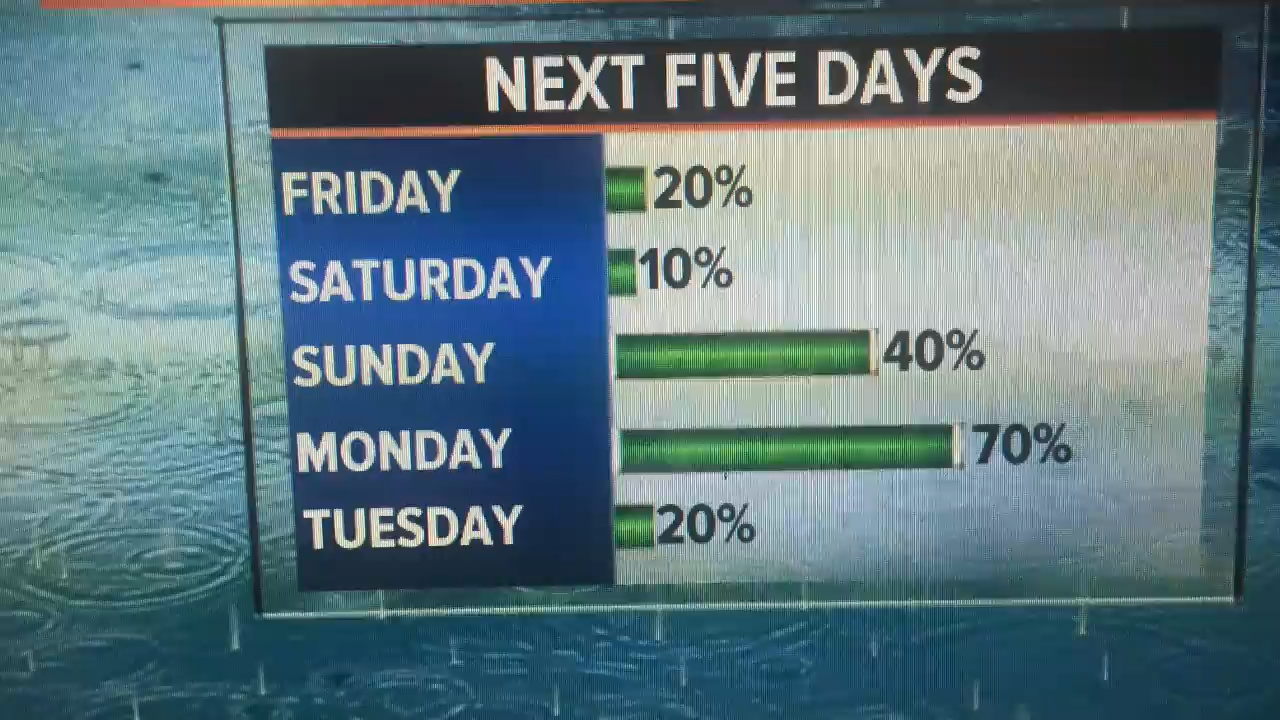 NEXT FIVE DAYS
FRIDAY 20%
SATURDAY 10%
SUNDAY 40%
MONDAY 70%
TUESDAY 20%